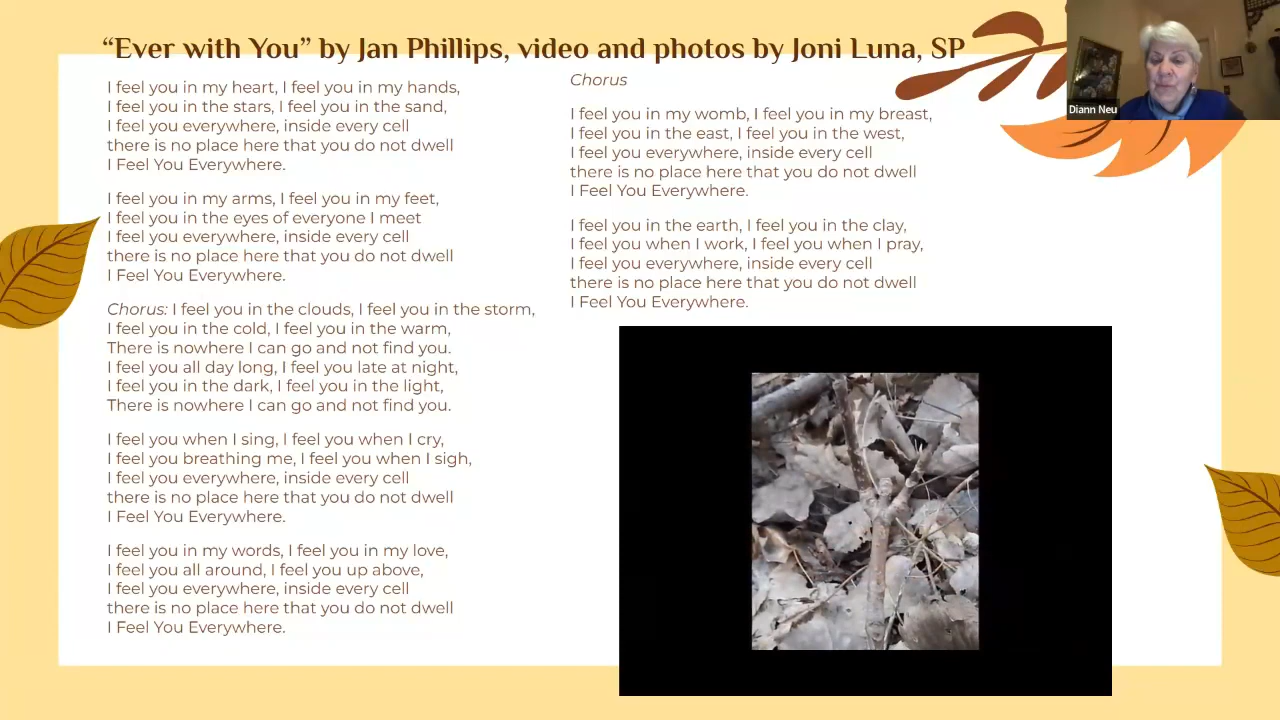 “Ever with You” by Jan Phillips, video and photos by Joni Luna, SP
I feel you in my heart, I feel you in my hands,
I feel you in the stars, I feel you in the sand,
I feel you everywhere, inside every cell
there is no place here that you do not dwell
I Feel You Everywhere.
I feel you in my arms, I feel you in my feet,
I feel you in the eyes of everyone I meet
I feel you everywhere, inside every cell
there is no place here that you do not dwell
I Feel You Everywhere.
Chorus: I feel you in the clouds, I feel you in the storm,
I feel you in the cold, I feel you in the warm,
There is nowhere I can go and not find you.
I feel you all day long, I feel you late at night,
I feel you in the dark, I feel you in the light,
There is nowhere I can go and not find you.
I feel you when I sing, I feel you when I cry,
I feel you breathing me, I feel you when I sigh,
I feel you everywhere, inside every cell
there is no place here that you do not dwell
I Feel You Everywhere.
I feel you in my words, I feel you in my love,
I feel you all around, I feel you up above,
I feel you everywhere, inside every cell
there is no place here that you do not dwell
I Feel You Everywhere.
Chorus
I feel you in my womb, I feel you in my breast,
I feel you in the east, I feel you in the west,
I feel you everywhere, inside every cell
there is no place here that you do not dwell
I Feel You Everywhere.
I feel you in the earth, I feel you in the clay,
I feel you when I work, I feel you when I pray,
I feel you everywhere, inside every cell
there is no place here that you do not dwell
I Feel You Everywhere.
Diann Neu